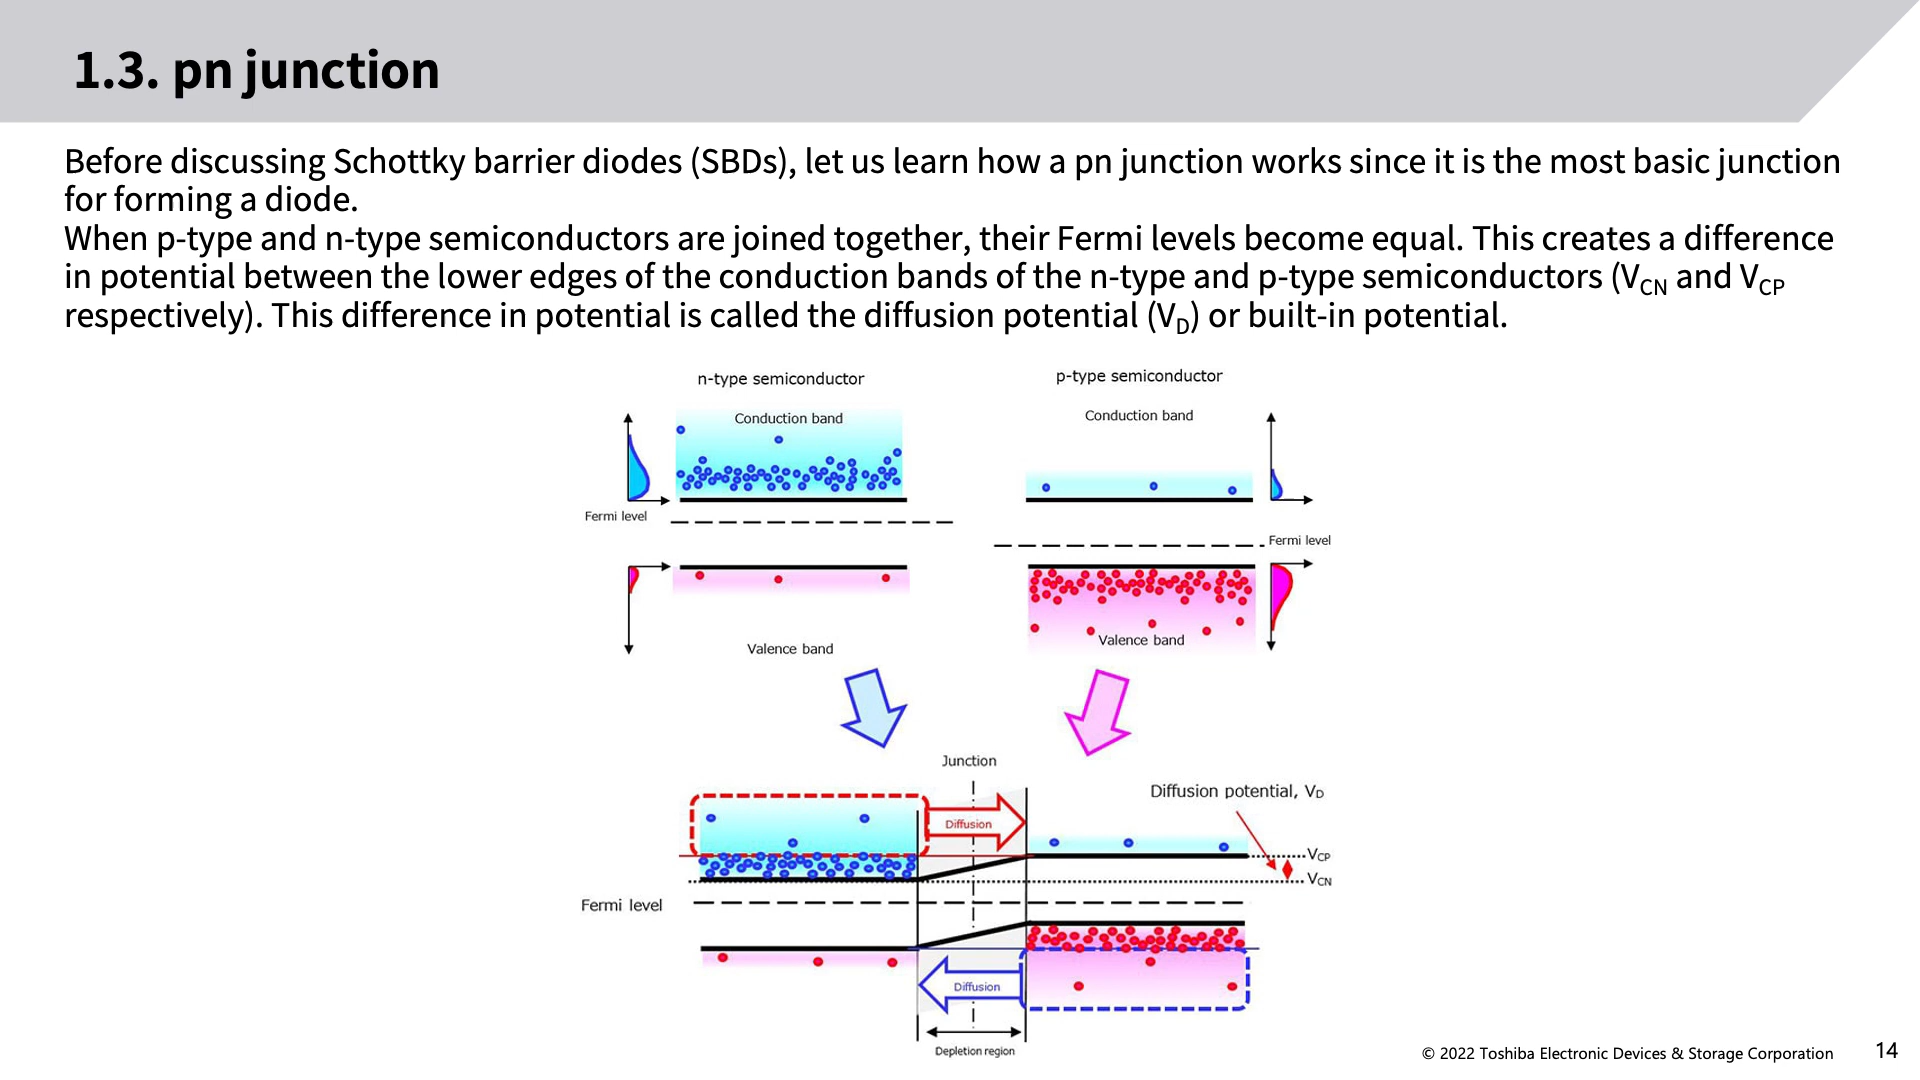 1.3. pn junction
Before discussing Schottky barrier diodes (SBDs), let us learn how a pn junction works since it is the most basic junction
for forming a diode.
When p-type and n-type semiconductors are joined together, their Fermi levels become equal. This creates a difference
in potential between the lower edges of the conduction bands of the n-type and p-type semiconductors (VCN and VCP
respectively). This difference in potential is called the diffusion potential (VD) or built-in potential.
n-type semiconductor
p-type semiconductor
Conduction band
Conduction band
Fermi level
Fermi level
Valence band
Valence band
Junction
Diffusion potential, VD
Diffusion
VCP
VCN
Fermi level
Diffusion
Depletion region
© 2022 Toshiba Electronic Devices & Storage Corporation
14